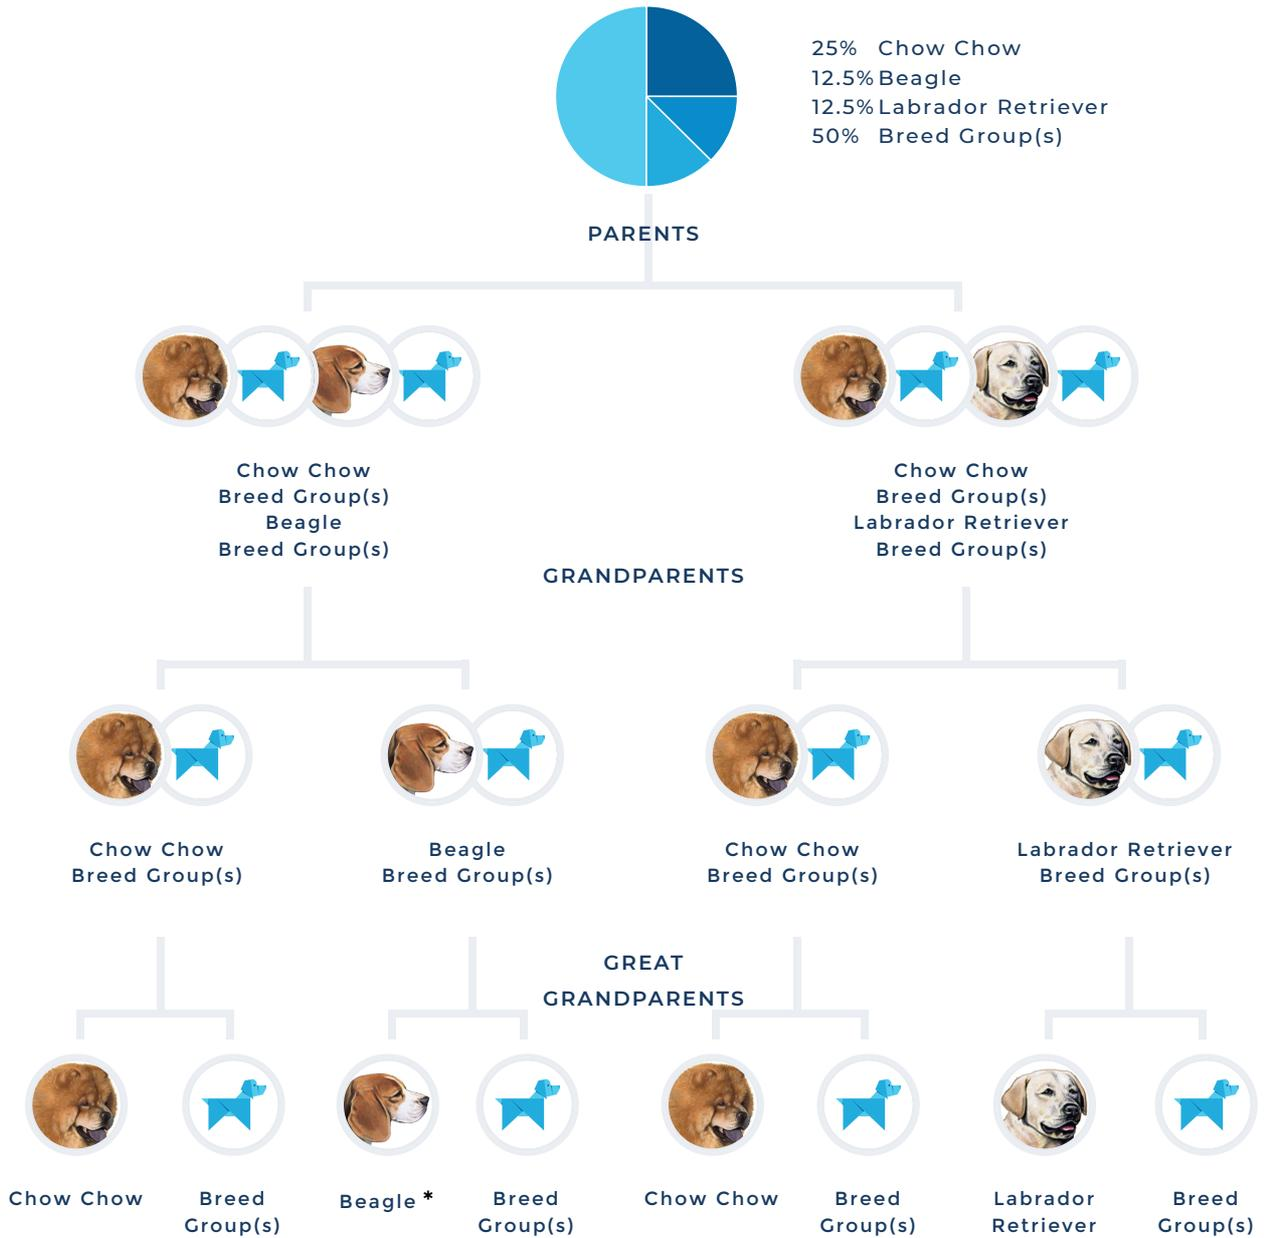 25% Chow Chow
12.5% Beagle
12.5% Labrador Retriever
50% Breed Group(s)
PARENTS
Chow Chow
Breed Group(s)
Beagle
Breed Group(s)
Chow Chow
Breed Group(s)
Labrador Retriever
Breed Group(s)
GRANDPARENTS
Chow Chow
Breed Group(s)
Beagle
Breed Group(s)
Chow Chow
Breed Group(s)
Labrador Retriever
Breed Group(s)
GREAT
GRANDPARENTS
Chow Chow
Breed
Group(s)
Beagle *
Breed
Group(s)
Chow Chow
Breed
Group(s)
Labrador
Retriever
Breed
Group(s)